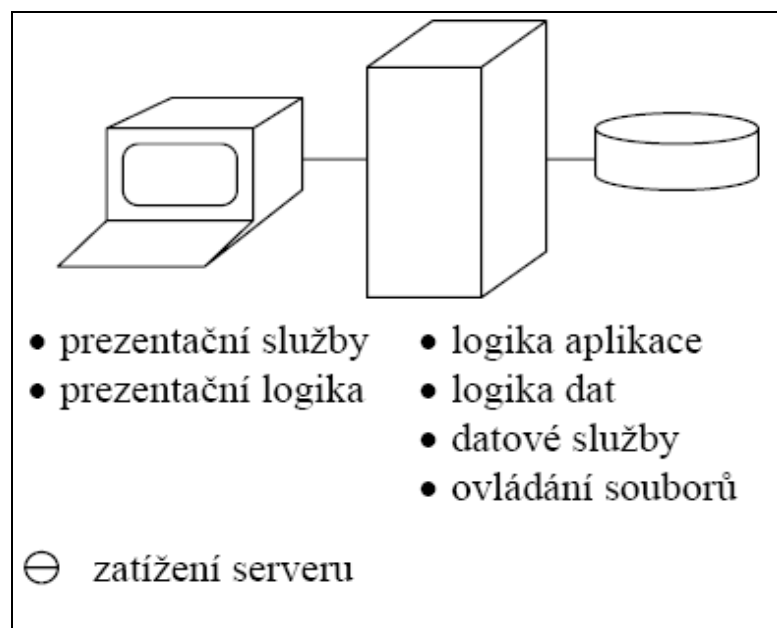 • prezentační služby
• prezentační logika
• logika aplikace
• logika dat
• datové služby
• ovládání souborů
⊖ zatížení serveru